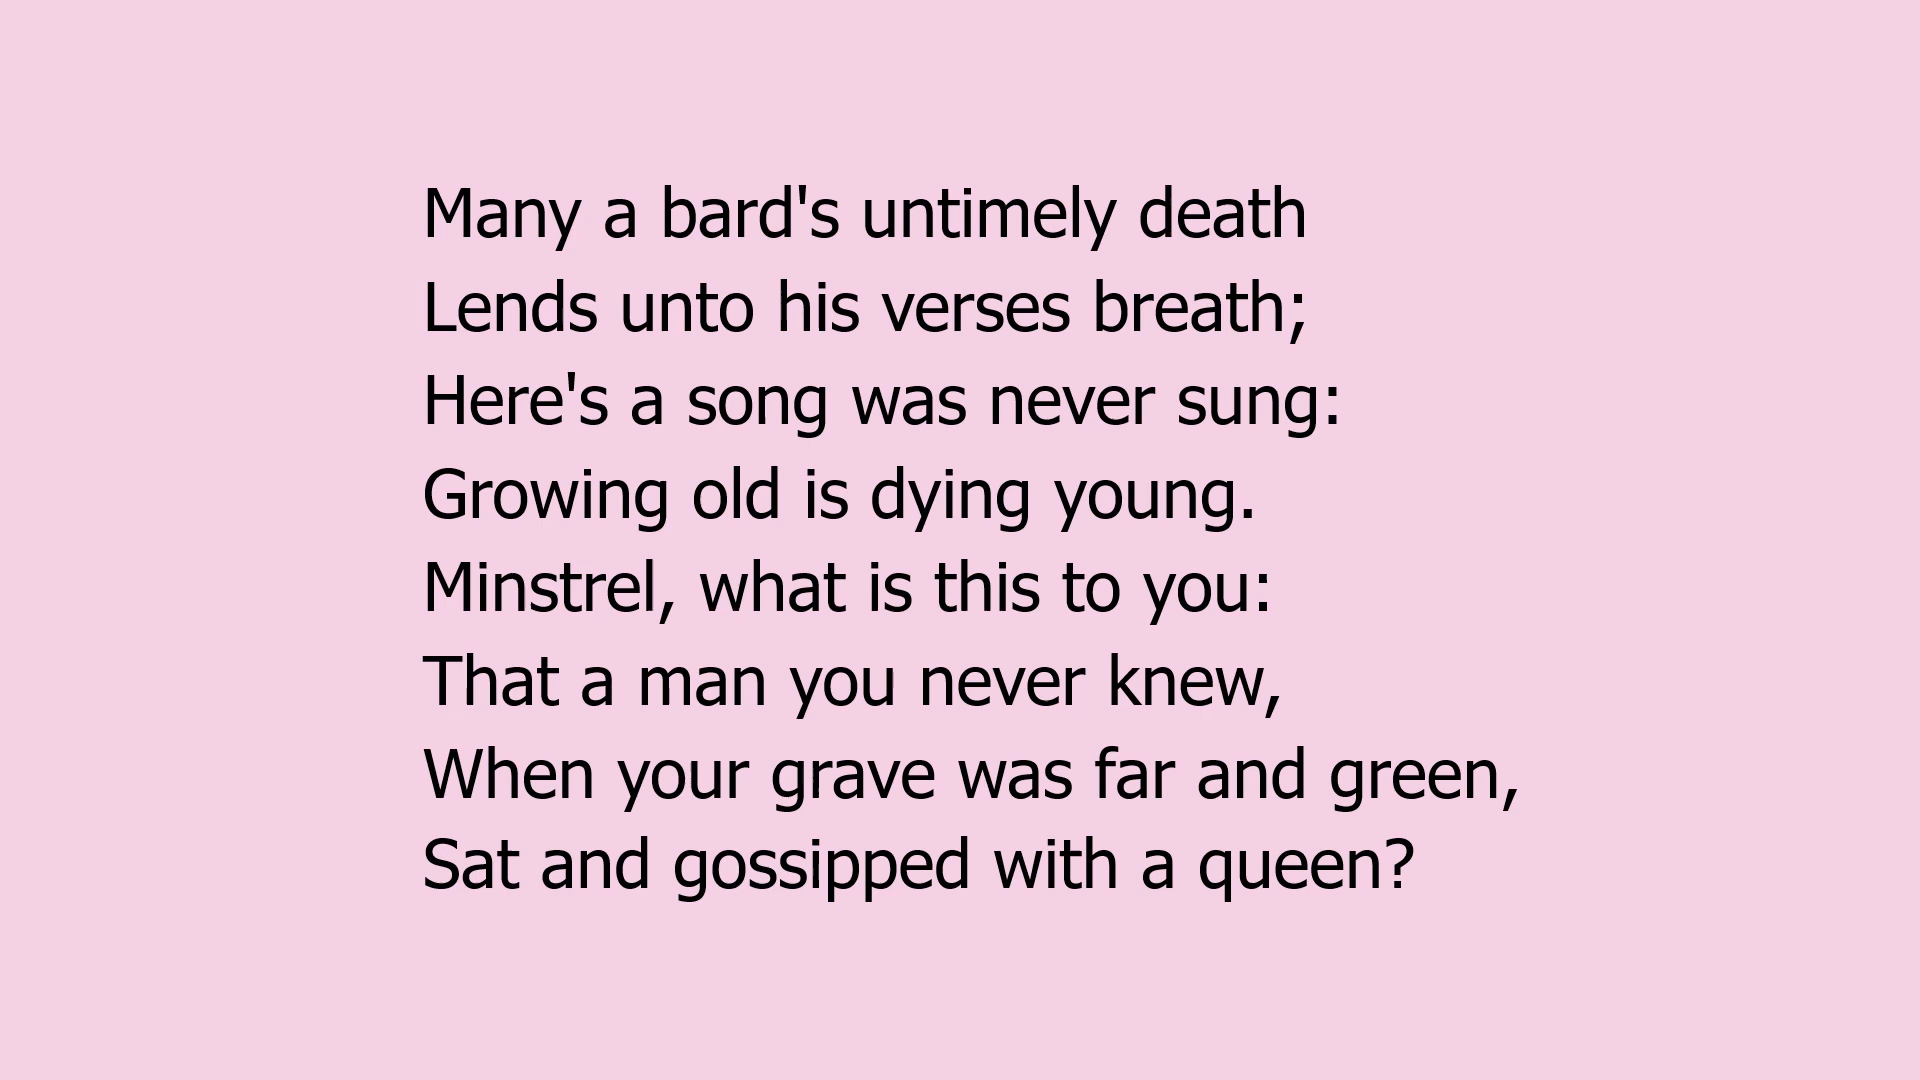 Many a bard's untimely death
Lends unto his verses breath;
Here's a song was never sung:
Growing old is dying young.
Minstrel, what is this to you:
That a man you never knew,
When your grave was far and green,
Sat and gossipped with a queen?